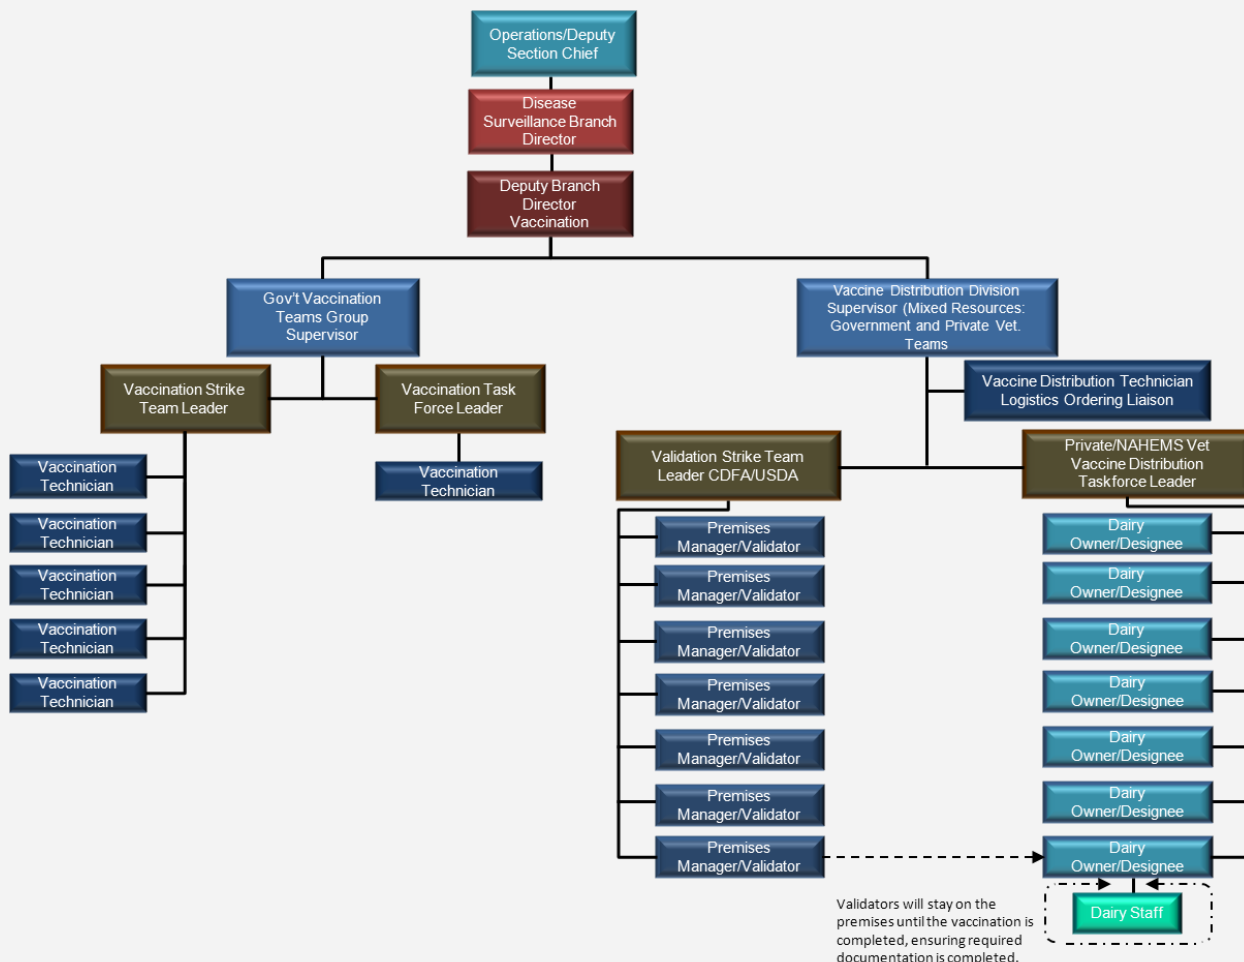 Operations/Deputy
Section Chief
Disease
Surveillance Branch
Director
Deputy Branch
Director
Vaccination
Gov't Vaccination
Teams Group
Supervisor
Vaccine Distribution Division
Supervisor (Mixed Resources:
Government and Private Vet.
Teams
Vaccination Strike
Team Leader
Vaccination Task
Force Leader
Vaccine Distribution Technician
Logistics Ordering Liaison
Vaccination
Technician
Vaccination
Technician
Vaccination
Technician
Vaccination
Technician
Vaccination
Technician
Vaccination
Technician
Validation Strike Team
Leader CDFA/USDA
Private/NAHEMS Vet
Vaccine Distribution
Taskforce Leader
Premises
Manager/Validator
Premises
Manager/Validator
Premises
Manager/Validator
Premises
Manager/Validator
Premises
Manager/Validator
Premises
Manager/Validator
Premises
Manager/Validator
Dairy
Owner/Designee
Dairy
Owner/Designee
Dairy
Owner/Designee
Dairy
Owner/Designee
Dairy
Owner/Designee
Dairy
Owner/Designee
Dairy
Owner/Designee
Dairy Staff
Validators will stay on the
premises until the vaccination is
completed, ensuring required
documentation is completed.